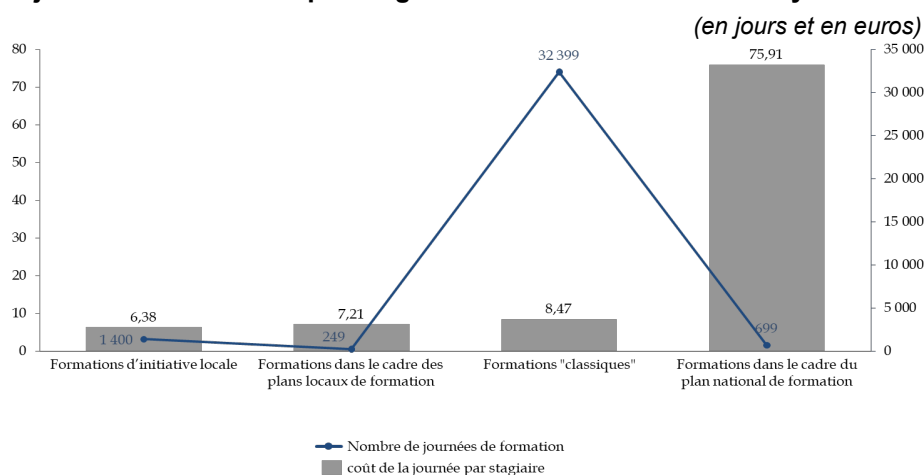 (en jours et en euros)
80
70
60
50
40
30
20
10
0
35 000
30 000
25 000
20 000
15 000
10 000
5 000
0
6,38
7,21
8,47
75,91
1 400
249
32 399
699
Formations d’initiative locale
Formations dans le cadre des
plans locaux de formation
Formations "classiques"
Formations dans le cadre du
plan national de formation
Nombre de journées de formation
coût de la journée par stagiaire